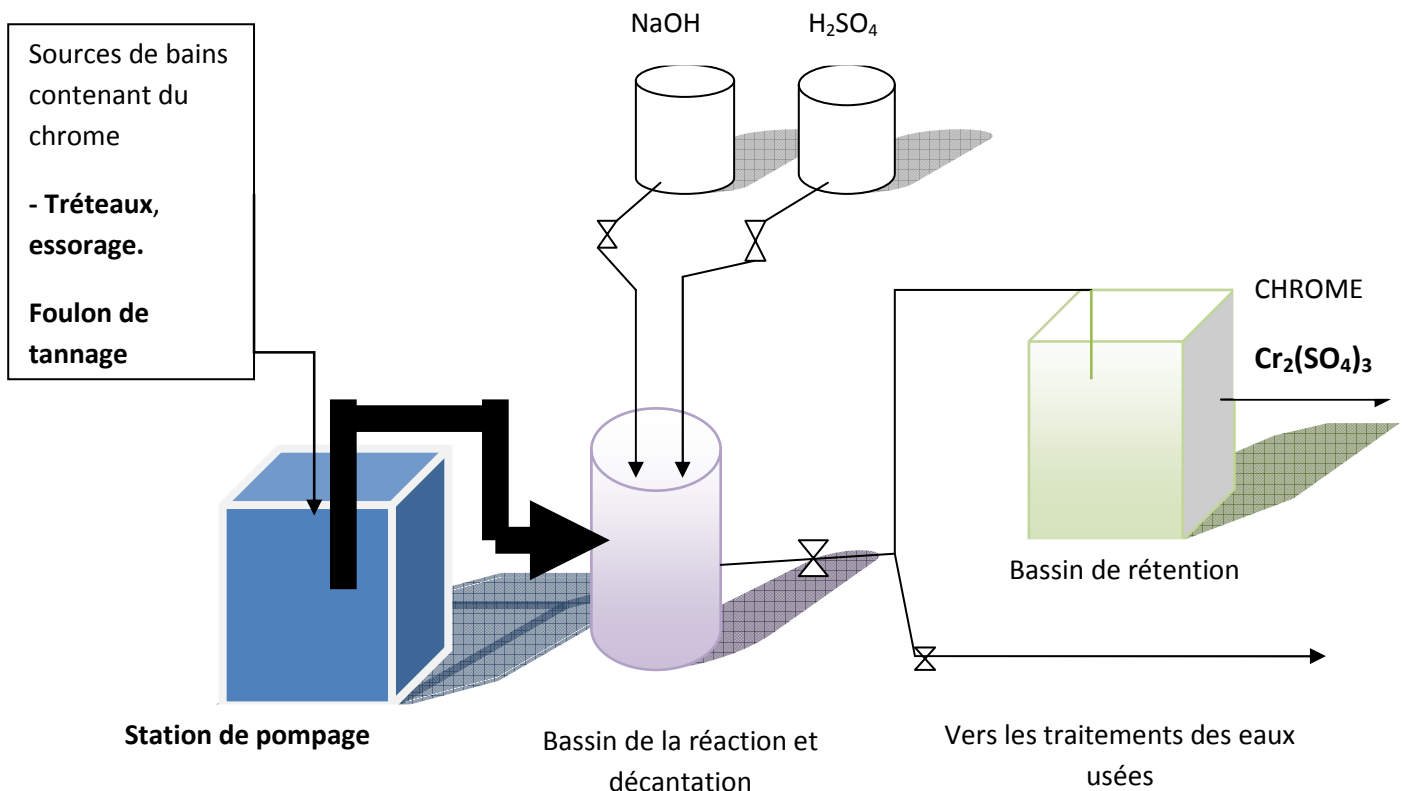 Sources de bains
contenant du
chrome
- Tréteaux,
essorage.
Foulon de
tannage
NaOH
H₂SO₄
CHROME
Cr₂(SO₄)₃
Bassin de rétention
Station de pompage
Bassin de la réaction et
décantation
Vers les traitements des eaux
usées